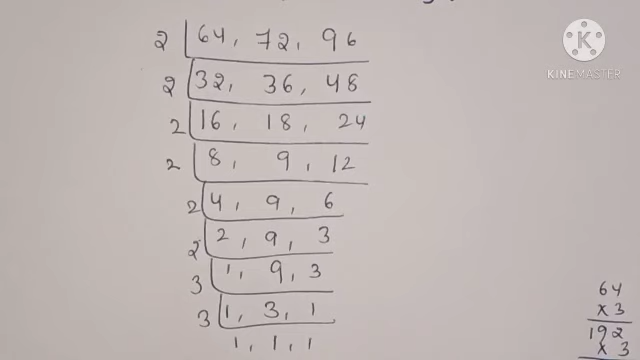 KINEMASTER
2 64, 72, 96
2 32, 36, 48
2 16, 18, 24
2 8, 9, 12
2 4, 9, 6
2 2, 9, 3
3 1, 9, 3
3 1, 3, 1
1, 1, 1
64
x 3
192
x 3